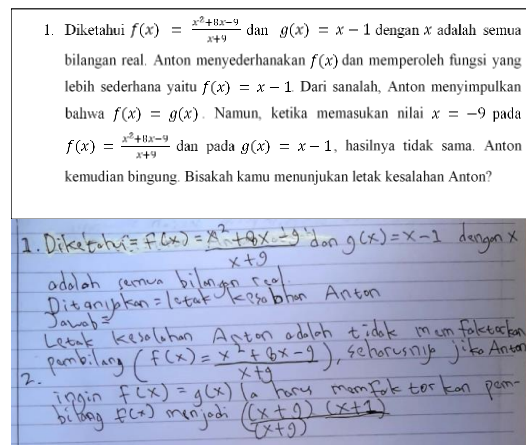 1. Diketahui f(x) = (x²+8x−9)/(x+9) dan g(x) = x − 1 dengan x adalah semua
bilangan real. Anton menyederhanakan f(x) dan memperoleh fungsi yang
lebih sederhana yaitu f(x) = x − 1. Dari sanalah, Anton menyimpulkan
bahwa f(x) = g(x). Namun, ketika memasukan nilai x = −9 pada
f(x) = (x²+8x−9)/(x+9) dan pada g(x) = x − 1, hasilnya tidak sama. Anton
kemudian bingung. Bisakah kamu menunjukan letak kesalahan Anton?
1. Diketahui = f(x) = (x²+8x-9)/(x+9) dan g(x) = x-1 dengan x
adalah semua bilangan real.
Ditanyakan = letak kesalahan Anton
Jawab =
Letak kesalahan Anton adalah tidak memfaktorkan
pembilang (f(x) = (x²+8x-9)/(x+9)), seharusnya jika Anton
2.
ingin f(x) = g(x) Ia harus memfaktorkan pem-
bilang f(x) menjadi ((x+9)(x+1))/(x+9)